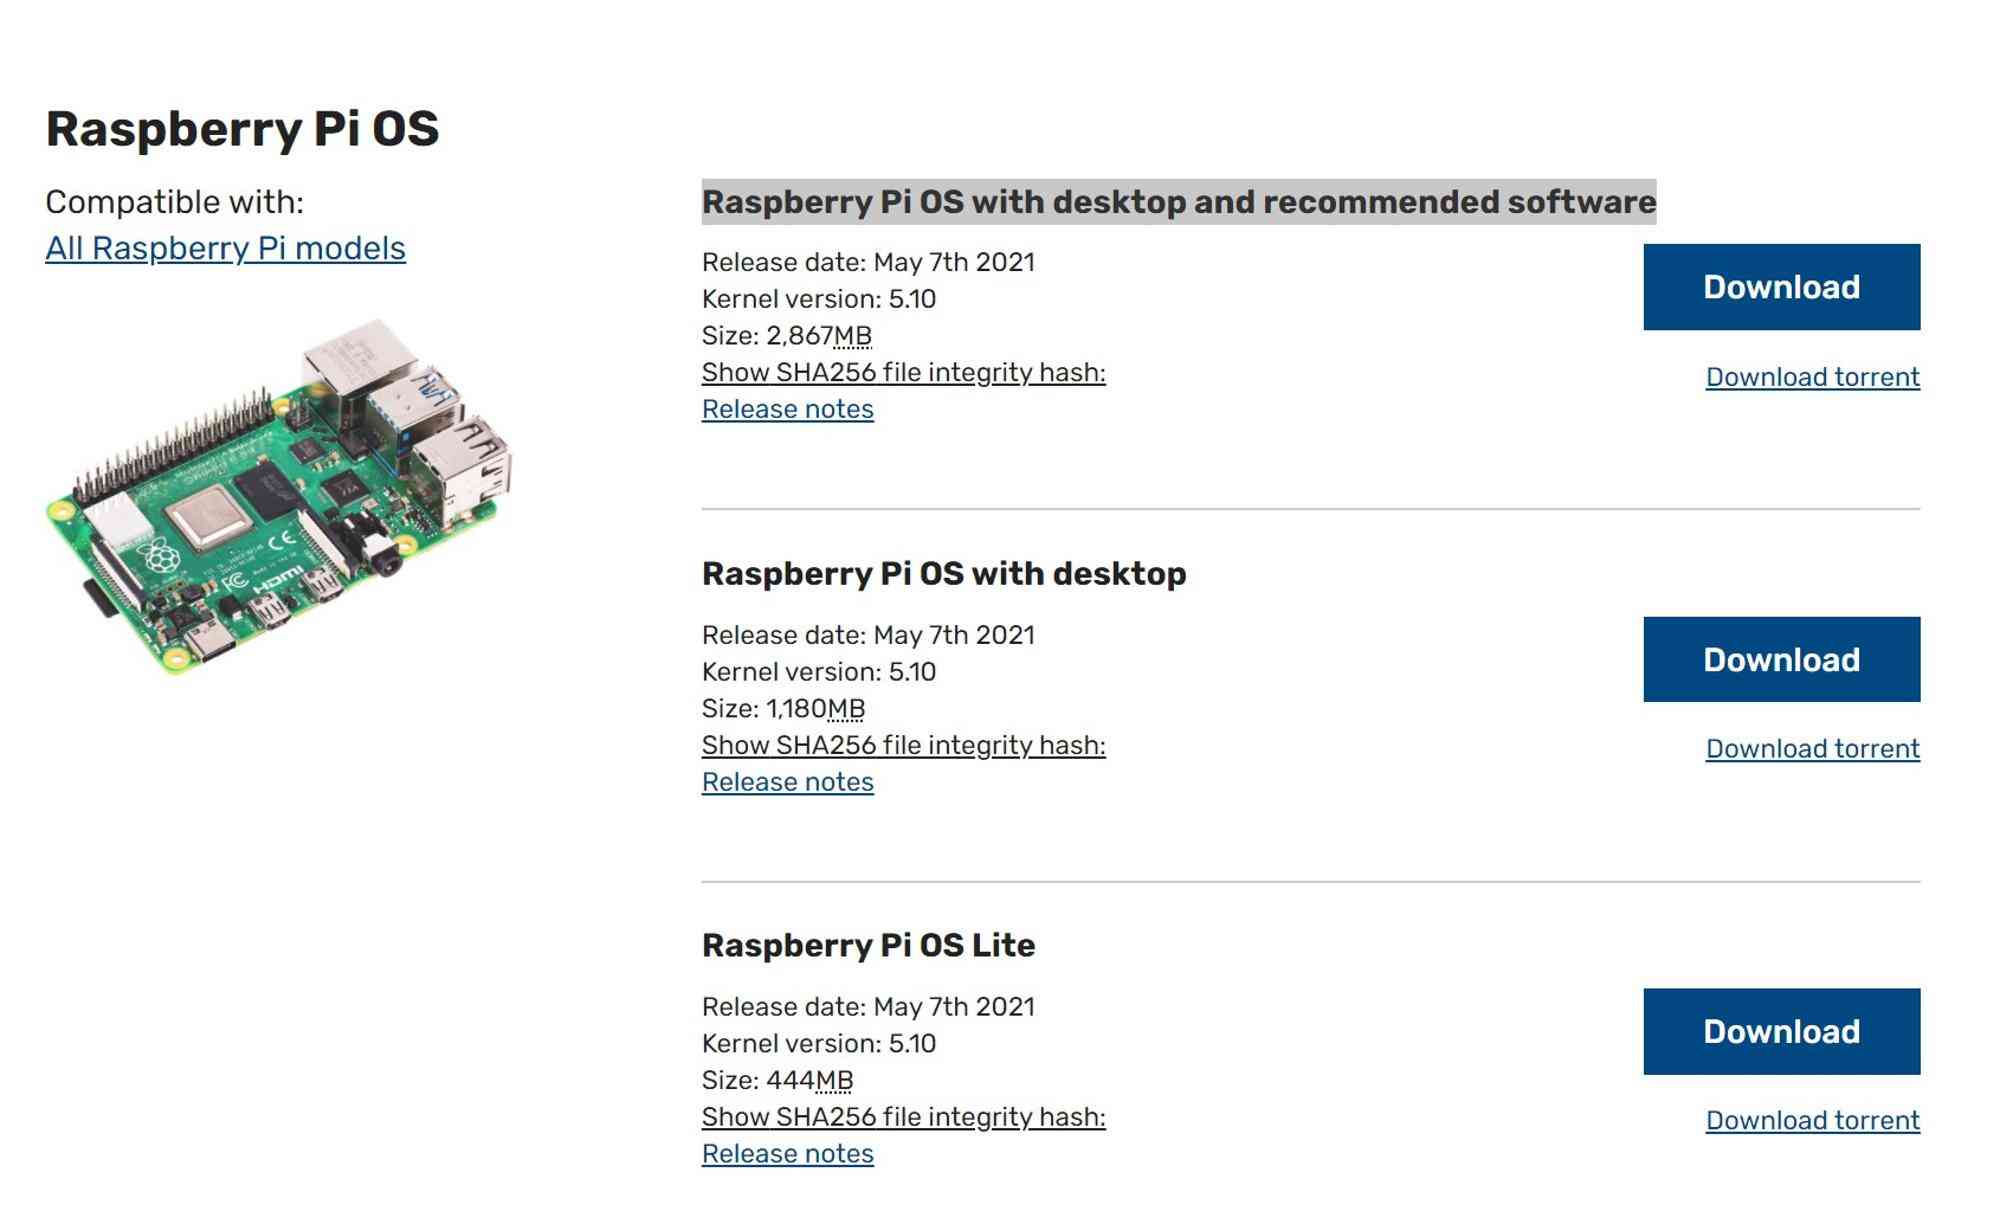 Raspberry Pi OS
Compatible with:
All Raspberry Pi models
HDMI
Raspberry Pi OS with desktop and recommended software
Release date: May 7th 2021
Kernel version: 5.10
Size: 2,867MB
Show SHA256 file integrity hash:
Release notes
Download
Download torrent
Raspberry Pi OS with desktop
Release date: May 7th 2021
Kernel version: 5.10
Size: 1,180MB
Show SHA256 file integrity hash:
Release notes
Download
Download torrent
Raspberry Pi OS Lite
Release date: May 7th 2021
Kernel version: 5.10
Size: 444MB
Show SHA256 file integrity hash:
Release notes
Download
Download torrent